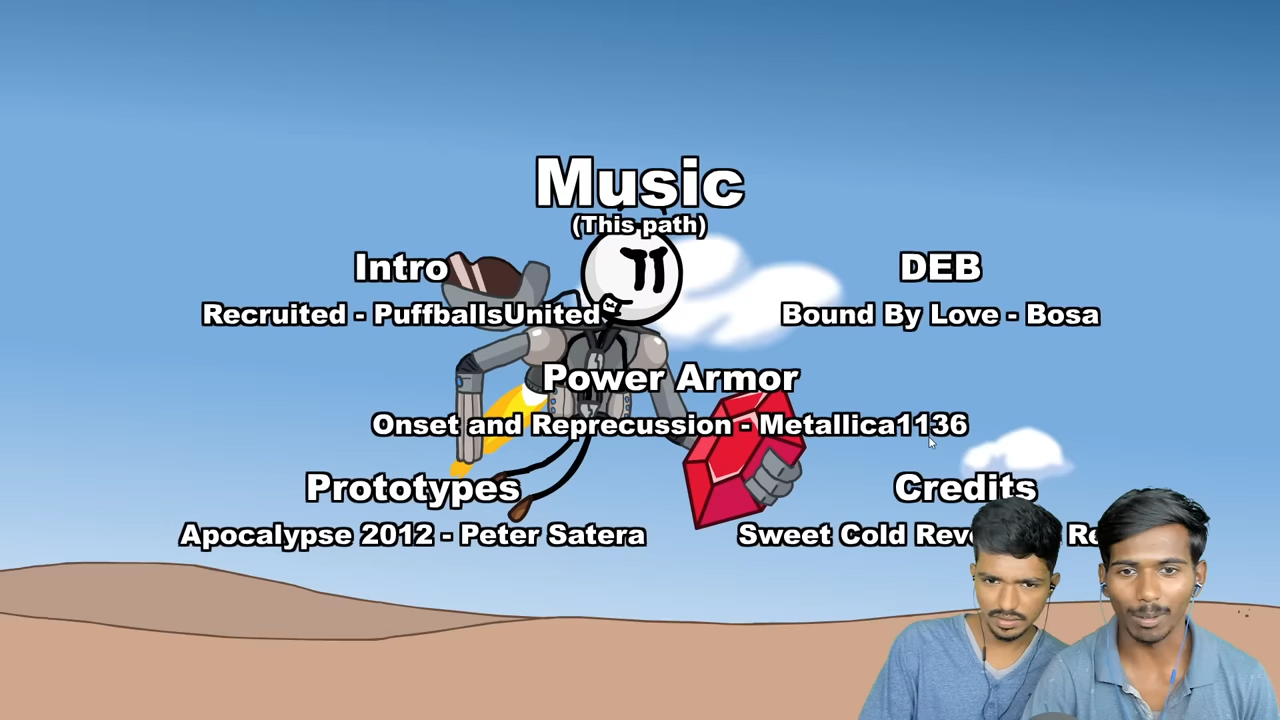 Music
(This path)
Intro
Recruited - PuffballsUnited
DEB
Bound By Love - Bosa
Power Armor
Onset and Reprecussion - Metallica1136
Prototypes
Apocalypse 2012 - Peter Satera
Credits
Sweet Cold